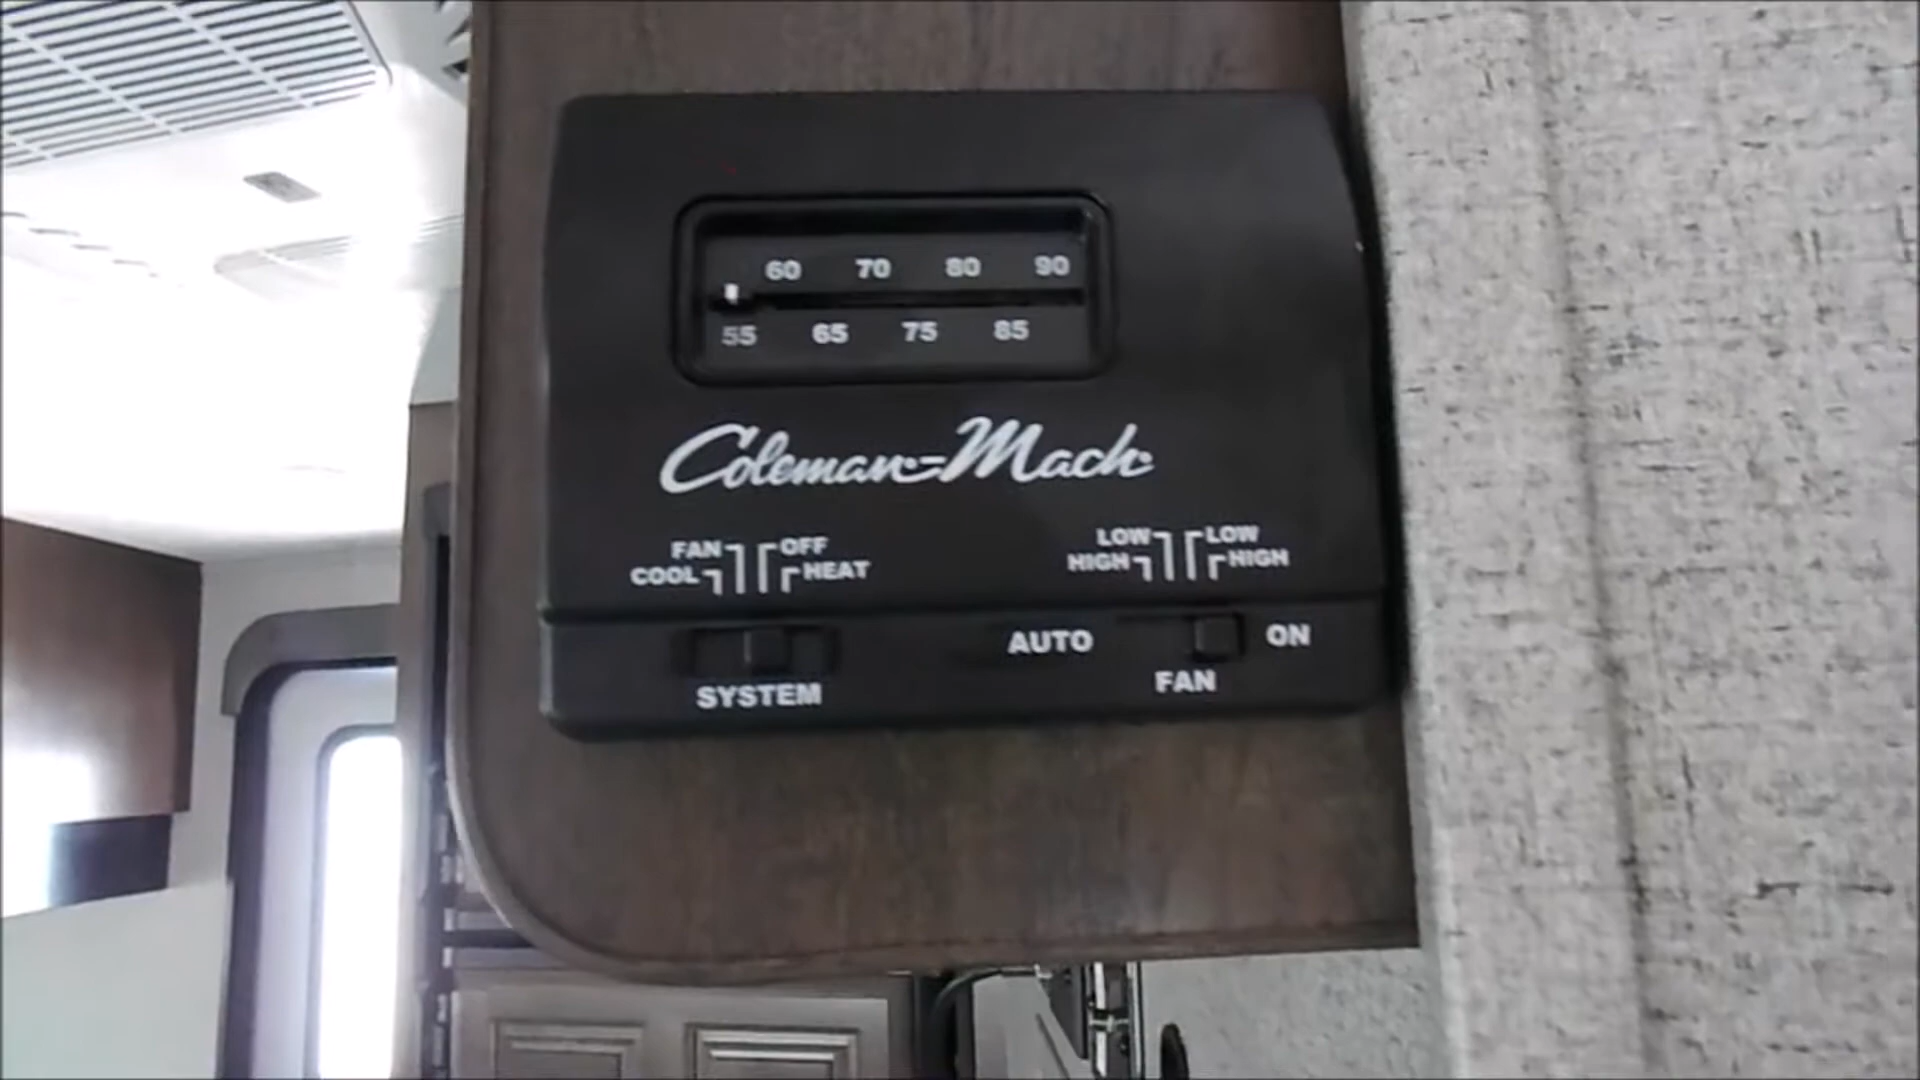 60 70 80 90
55 65 75 85
Coleman-Mach
FAN OFF
COOL HEAT
LOW LOW
HIGH HIGH
AUTO ON
SYSTEM
FAN